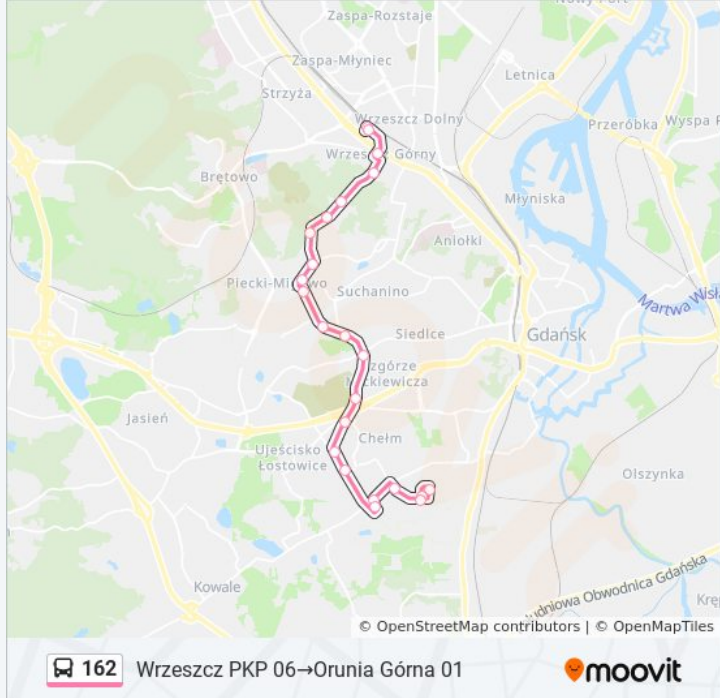 Nowy Port
Zaspa-Rozstaje
Zaspa-Młyniec
Letnica
Strzyża
Wrzeszcz Dolny
Przeróbka
Wyspa
Wrzeszcz Górny
Brętowo
Młyniska
Aniołki
Piecki-Migowo
Suchanino
Martwa Wisła
Siedlce
Gdańsk
Wzgórze
Mickiewicza
Jasień
Chełm
Ujeścisko
Łostowice
Olszynka
Kowale
Południowa Obwodnica Gdańska
© OpenStreetMap contributors | © OpenMapTiles
162 Wrzeszcz PKP 06→Orunia Górna 01 moovit